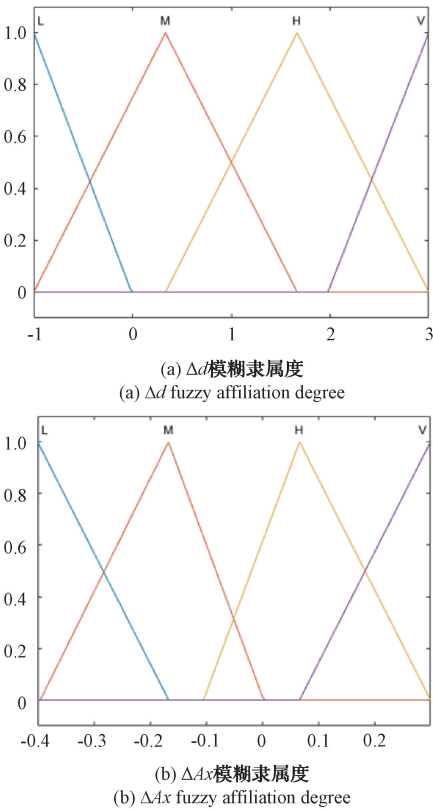 L M H V
1.0
0.8
0.6
0.4
0.2
0
-1 0 1 2 3
(a) Δd模糊隶属度
(a) Δd fuzzy affiliation degree
L M H V
1.0
0.8
0.6
0.4
0.2
0
-0.4 -0.3 -0.2 -0.1 0 0.1 0.2
(b) ΔAx模糊隶属度
(b) ΔAx fuzzy affiliation degree